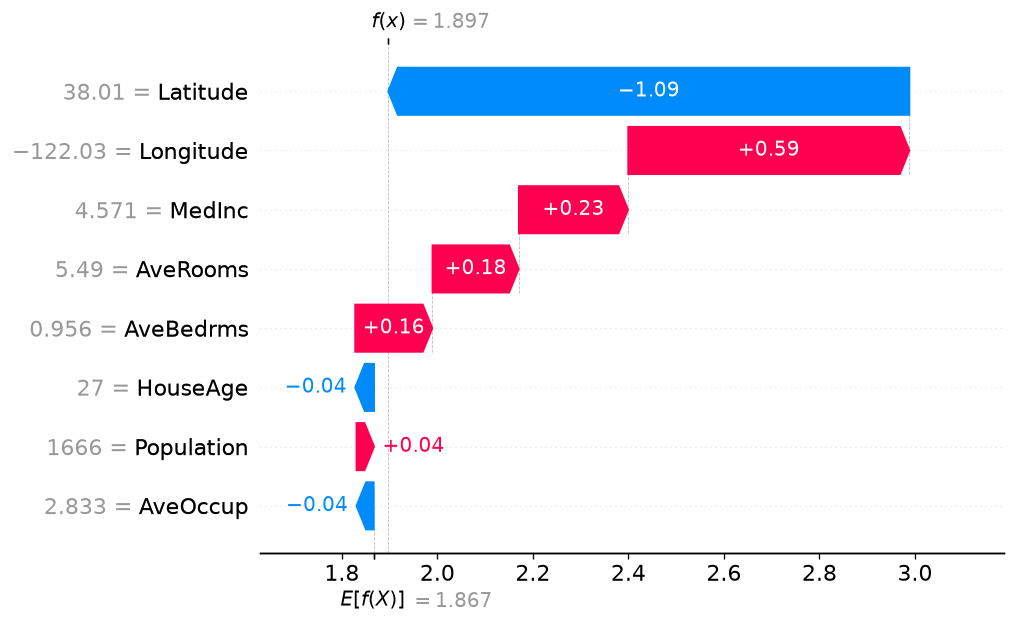 f(x) = 1.897
38.01 = Latitude −1.09
−122.03 = Longitude +0.59
4.571 = MedInc +0.23
5.49 = AveRooms +0.18
0.956 = AveBedrms +0.16
27 = HouseAge −0.04
1666 = Population +0.04
2.833 = AveOccup −0.04
1.8 2.0 2.2 2.4 2.6 2.8 3.0
E[f(X)] = 1.867